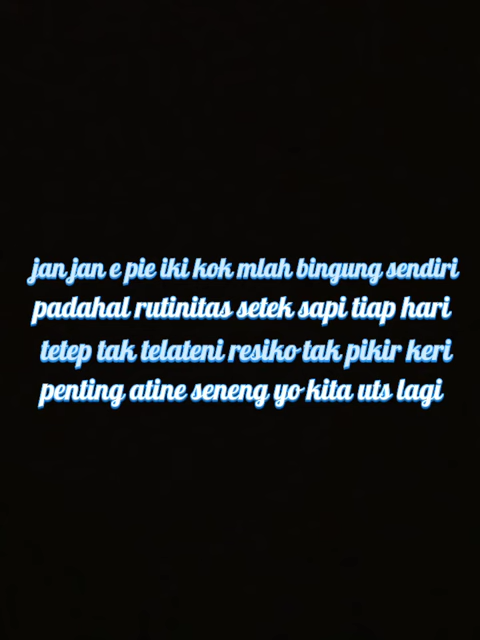 jan jan e pie iki kok mlah bingung sendiri
padahal rutinitas setek sapi tiap hari
tetep tak telateni resiko tak pikir keri
penting atine seneng yo kita uts lagi